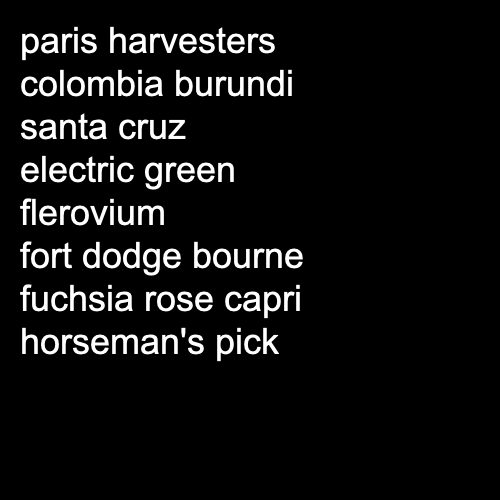 paris harvesters
colombia burundi
santa cruz
electric green
flerovium
fort dodge bourne
fuchsia rose capri
horseman's pick